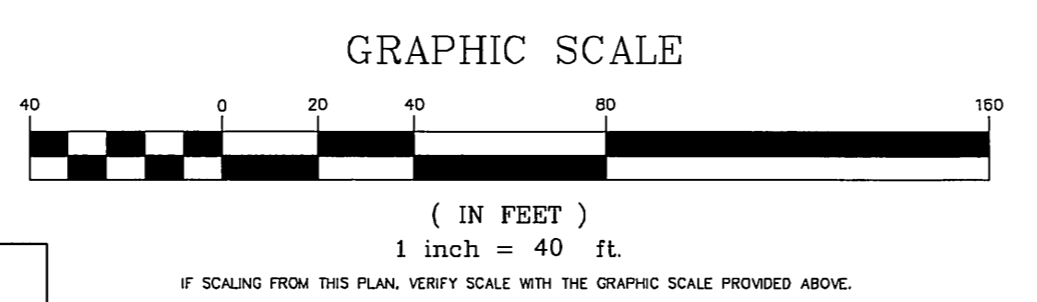 GRAPHIC SCALE
40 0 20 40 80 160
( IN FEET )
1 inch = 40 ft.
IF SCALING FROM THIS PLAN, VERIFY SCALE WITH THE GRAPHIC SCALE PROVIDED ABOVE.